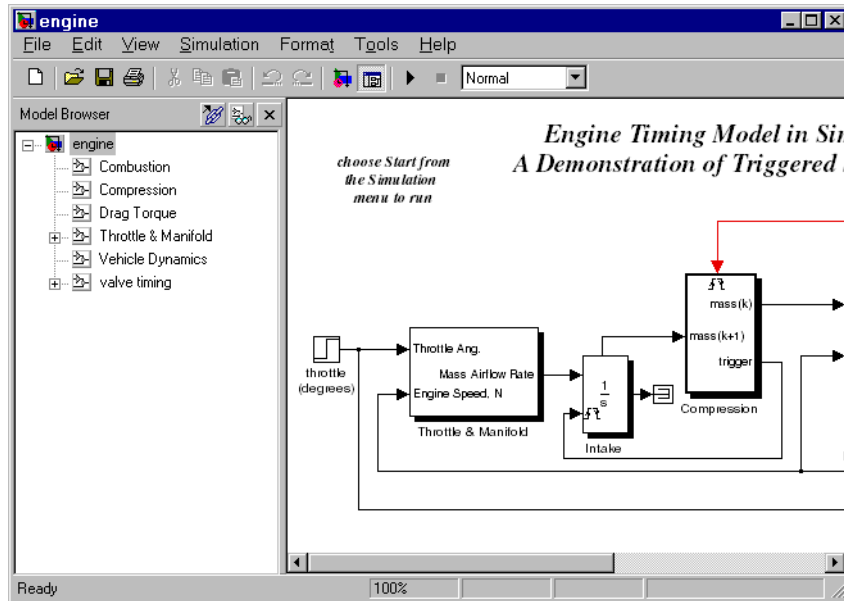 engine
File Edit View Simulation Format Tools Help
Normal
Model Browser
engine
Combustion
Compression
Drag Torque
Throttle & Manifold
Vehicle Dynamics
valve timing
Engine Timing Model in
A Demonstration of Triggered
choose Start from
the Simulation
menu to run
mass(k)
mass(k+1)
trigger
Compression
throttle
(degrees)
Throttle Ang.
Mass Airflow Rate
Engine Speed, N
Throttle & Manifold
1
s
Intake
Ready
100%